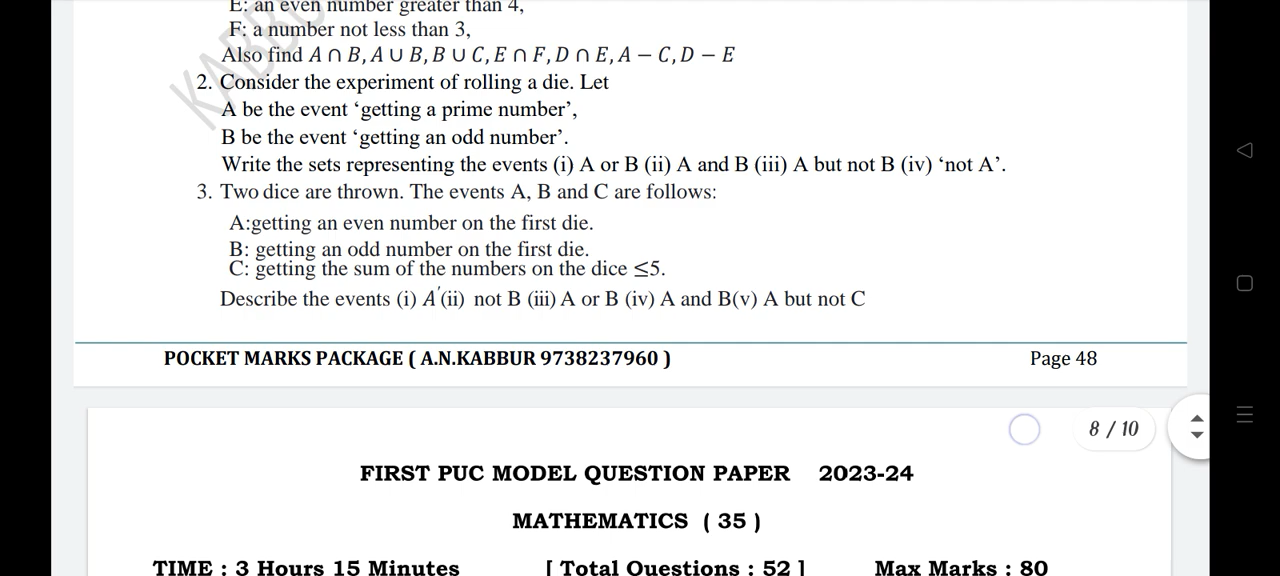 E: an even number greater than 4,
F: a number not less than 3,
Also find A ∩ B, A ∪ B, B ∪ C, E ∩ F, D ∩ E, A − C, D − E
2. Consider the experiment of rolling a die. Let
A be the event ‘getting a prime number’,
B be the event ‘getting an odd number’.
Write the sets representing the events (i) A or B (ii) A and B (iii) A but not B (iv) ‘not A’.
3. Two dice are thrown. The events A, B and C are follows:
A:getting an even number on the first die.
B: getting an odd number on the first die.
C: getting the sum of the numbers on the dice ≤5.
Describe the events (i) A′(ii) not B (iii) A or B (iv) A and B(v) A but not C
POCKET MARKS PACKAGE ( A.N.KABBUR 9738237960 ) Page 48
8 / 10
FIRST PUC MODEL QUESTION PAPER 2023-24
MATHEMATICS ( 35 )
TIME : 3 Hours 15 Minutes [ Total Questions : 52 ] Max Marks : 80